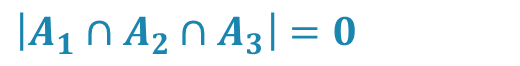 |A₁ ∩ A₂ ∩ A₃| = 0